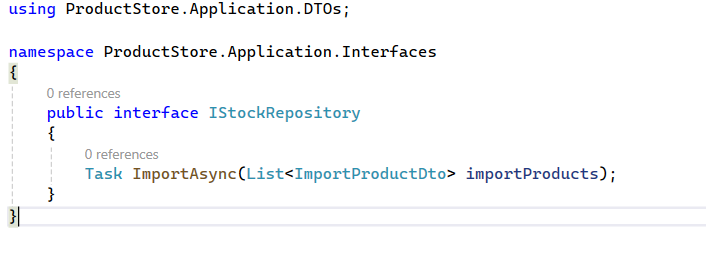 using ProductStore.Application.DTOs;
namespace ProductStore.Application.Interfaces
{
0 references
public interface IStockRepository
{
0 references
Task ImportAsync(List<ImportProductDto> importProducts);
}
}